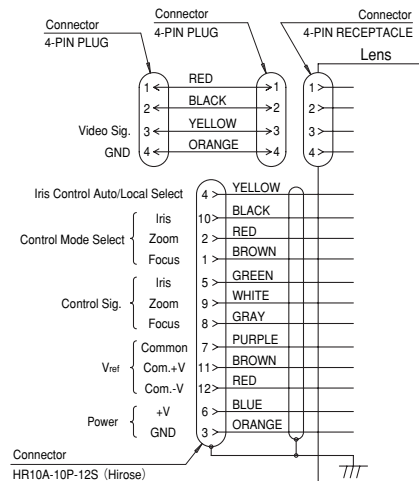 Connector
4-PIN PLUG
Connector
4-PIN PLUG
Connector
4-PIN RECEPTACLE
Lens
1 RED 1 1
2 BLACK 2 2
Video Sig. 3 YELLOW 3 3
GND 4 ORANGE 4 4
Iris Control Auto/Local Select 4 YELLOW
Iris 10 BLACK
Control Mode Select Zoom 2 RED
Focus 1 BROWN
Iris 5 GREEN
Control Sig. Zoom 9 WHITE
Focus 8 GRAY
Common 7 PURPLE
Vref Com.+V 11 BROWN
Com.-V 12 RED
Power +V 6 BLUE
GND 3 ORANGE
Connector
HR10A-10P-12S (Hirose)